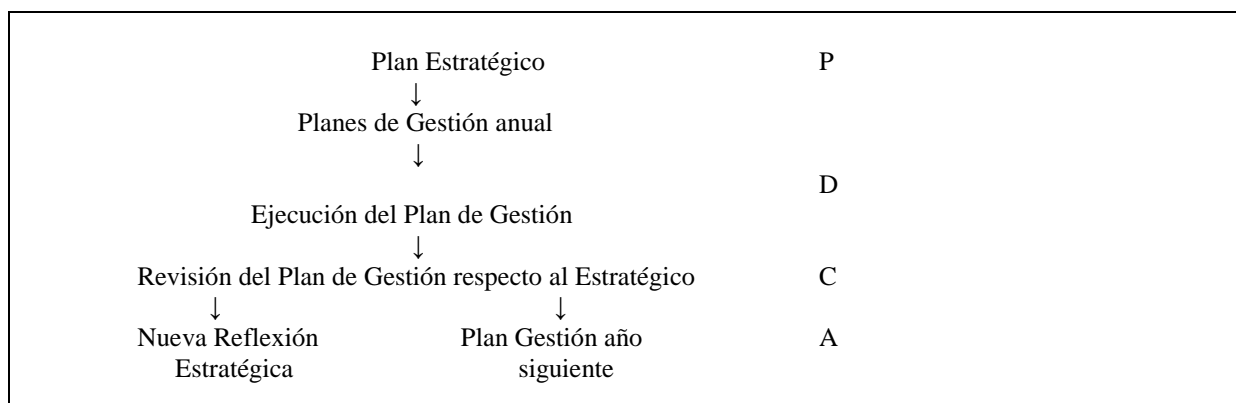 Plan Estratégico P
↓
Planes de Gestión anual
↓
D
Ejecución del Plan de Gestión
↓
Revisión del Plan de Gestión respecto al Estratégico C
↓ ↓
Nueva Reflexión Plan Gestión año A
Estratégica siguiente